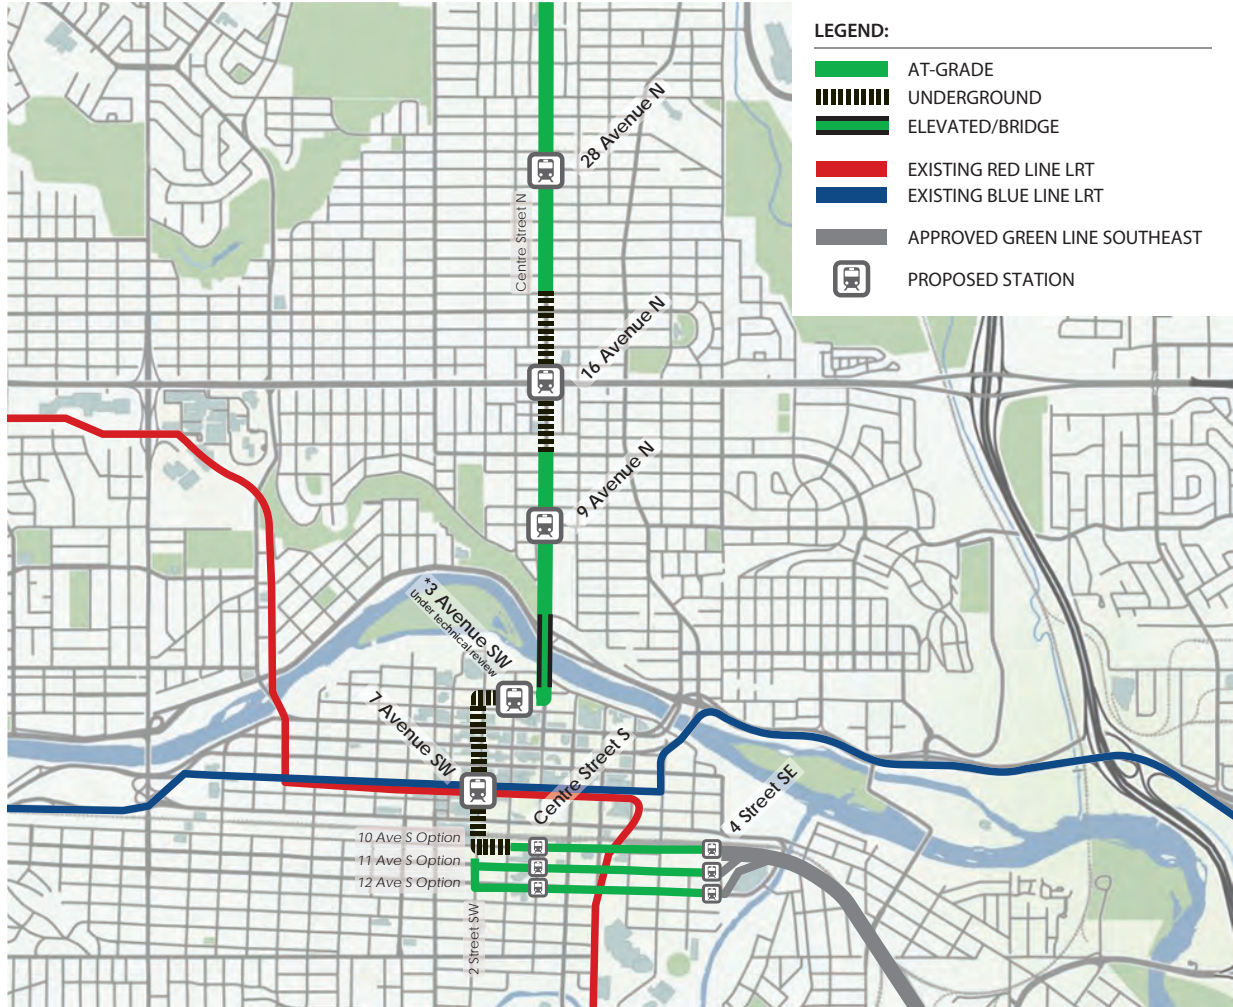 LEGEND:
AT-GRADE
UNDERGROUND
ELEVATED/BRIDGE
EXISTING RED LINE LRT
EXISTING BLUE LINE LRT
APPROVED GREEN LINE SOUTHEAST
PROPOSED STATION
28 Avenue N
Centre Street N
16 Avenue N
9 Avenue N
*3 Avenue SW
Under technical review
7 Avenue SW
Centre Street S
4 Street SE
10 Ave S Option
11 Ave S Option
12 Ave S Option
2 Street SW